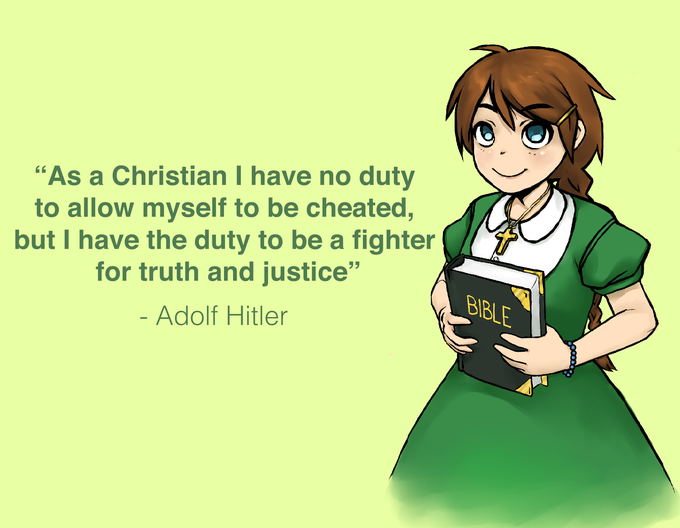 “As a Christian I have no duty
to allow myself to be cheated,
but I have the duty to be a fighter
for truth and justice”
- Adolf Hitler
BIBLE